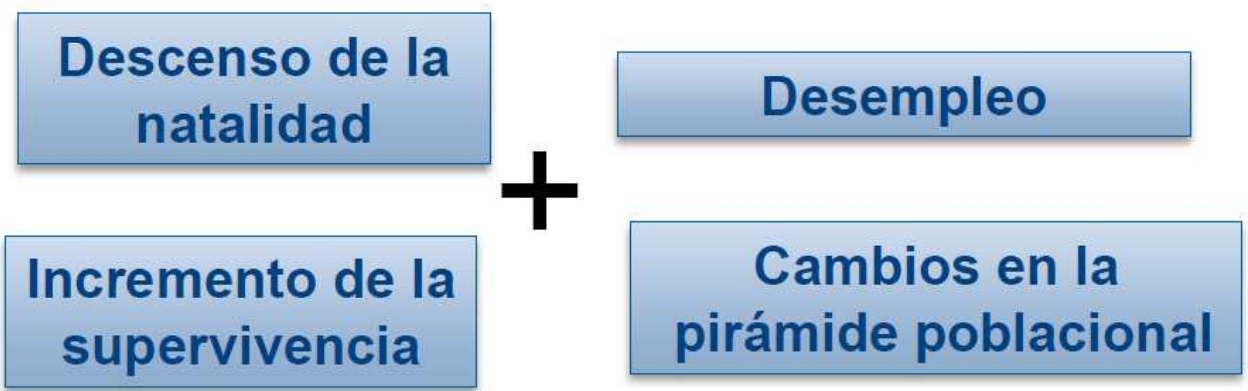 Descenso de la
natalidad
Desempleo
+
Incremento de la
supervivencia
Cambios en la
pirámide poblacional